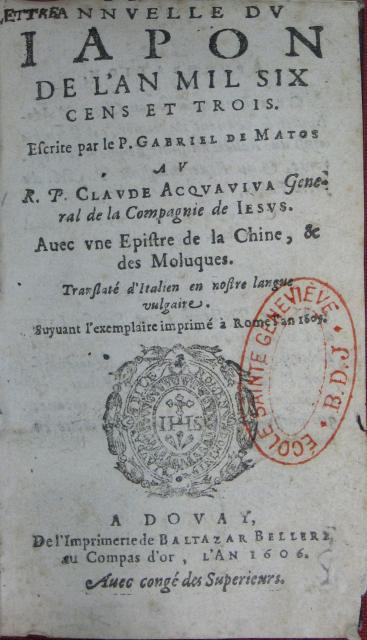 LETTRE ANNVELLE DV
IAPON
DE L'AN MIL SIX
CENS ET TROIS.
Escrite par le P. GABRIEL DE MATOS
AV
R. P. CLAVDE ACQVAVIVA Gene-
ral de la Compagnie de IESVS.
Auec vne Epistre de la Chine, &
des Moluques.
Translaté d'Italien en nostre langue
vulgaire.
Suyuant l'exemplaire imprimé à Rome l'an 1605.
ÉCOLE SAINTE GENEVIÈVE
B.D.J
IHS
A DOVAY,
De l'Imprimerie de BALTAZAR BELLERE
au Compas d'or, L'AN 1606.
Auec congé des Superieurs.